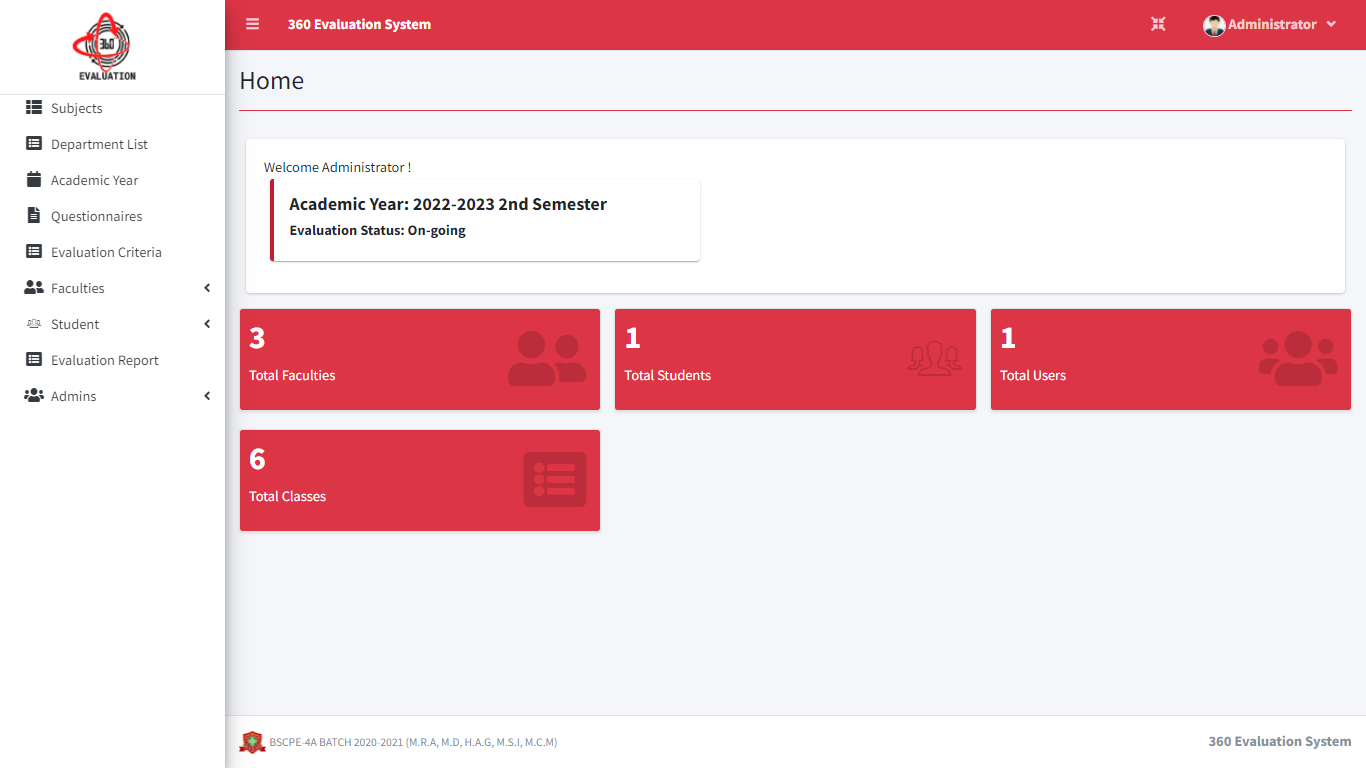 360
EVALUATION
Subjects
Department List
Academic Year
Questionnaires
Evaluation Criteria
Faculties
Student
Evaluation Report
Admins
360 Evaluation System
Administrator
Home
Welcome Administrator !
Academic Year: 2022-2023 2nd Semester
Evaluation Status: On-going
3
Total Faculties
1
Total Students
1
Total Users
6
Total Classes
BSCPE-4A BATCH 2020-2021 (M.R.A, M.D, H.A.G, M.S.I, M.C.M)
360 Evaluation System